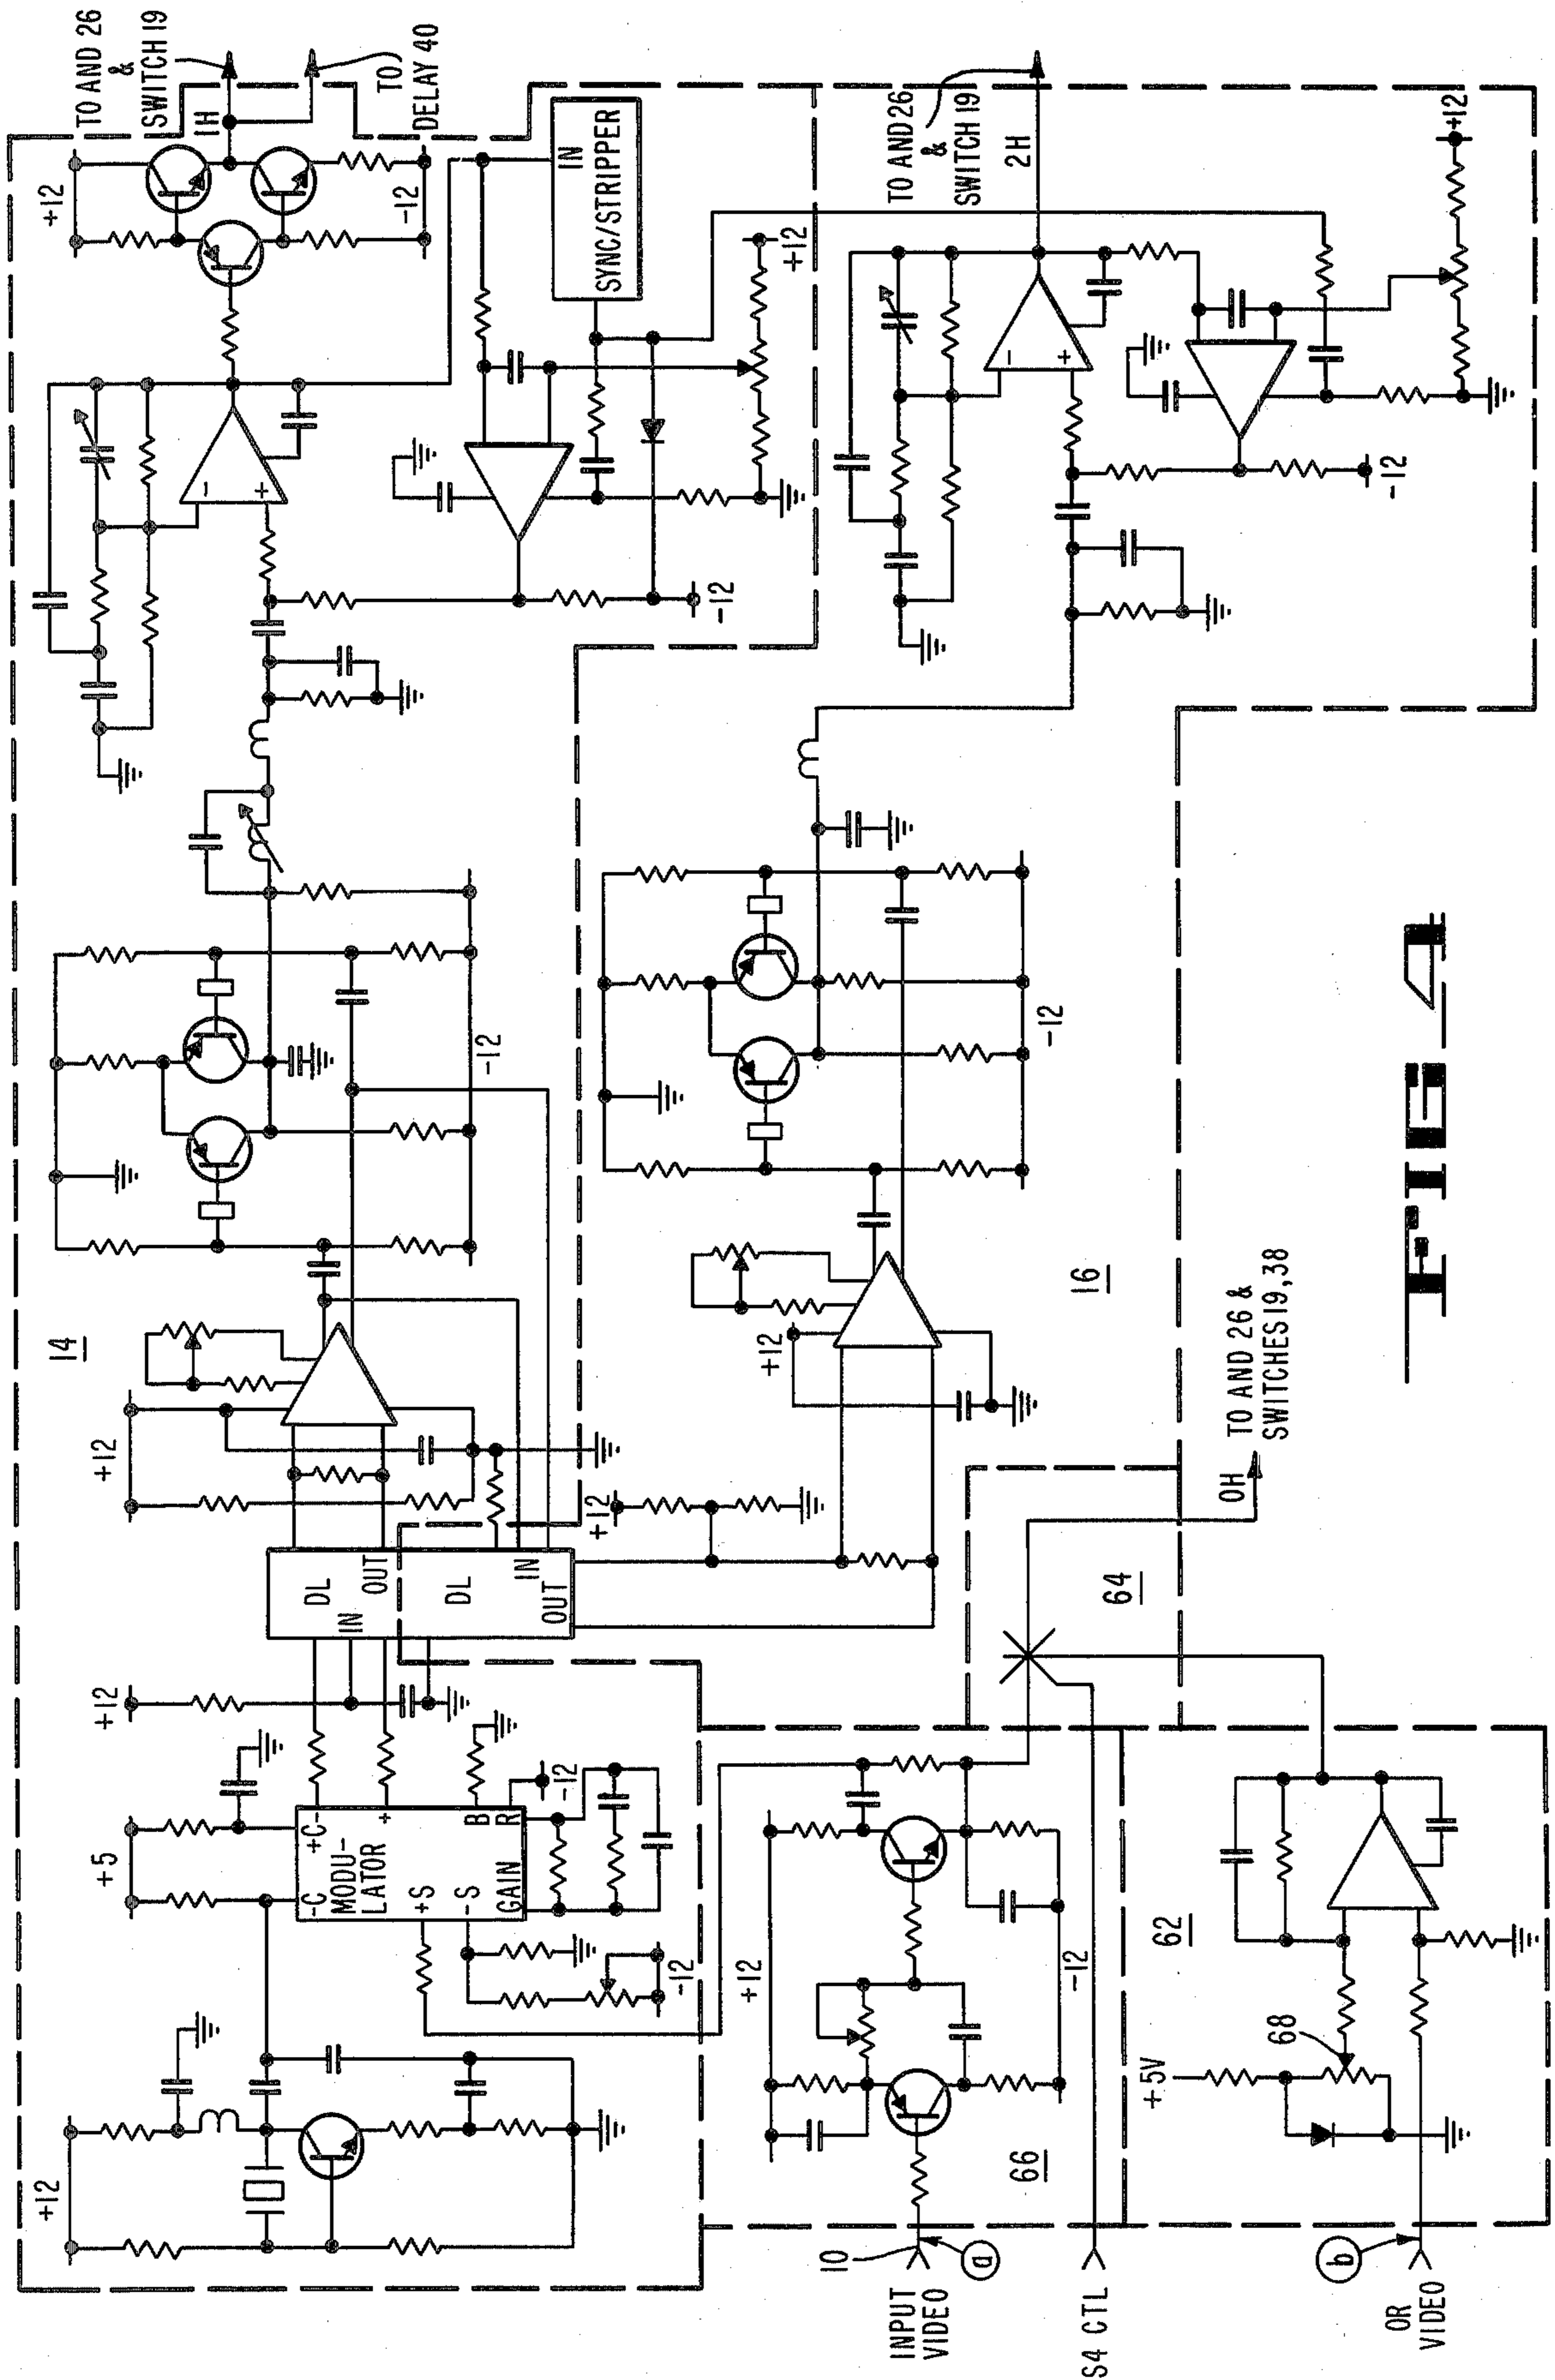 TO AND 26
&
SWITCH 19
1H
TO
DELAY 40
+12
-12
IN
SYNC/STRIPPER
+12
-12
-
+
14
+12
-12
DL
IN
OUT
DL
IN
OUT
+12
+5
+C-
-C
MODU-
LATOR
+S
-S
GAIN
+
B
R
-12
-12
+12
TO AND 26
&
SWITCH 19
2H
+12
-
+
-12
-12
+12
+12
16
TO AND 26 &
SWITCHES 19,38
0H
64
+12
-12
66
10
a
INPUT
VIDEO
S4 CTL
62
68
+5V
b
OR
VIDEO
FIG 4